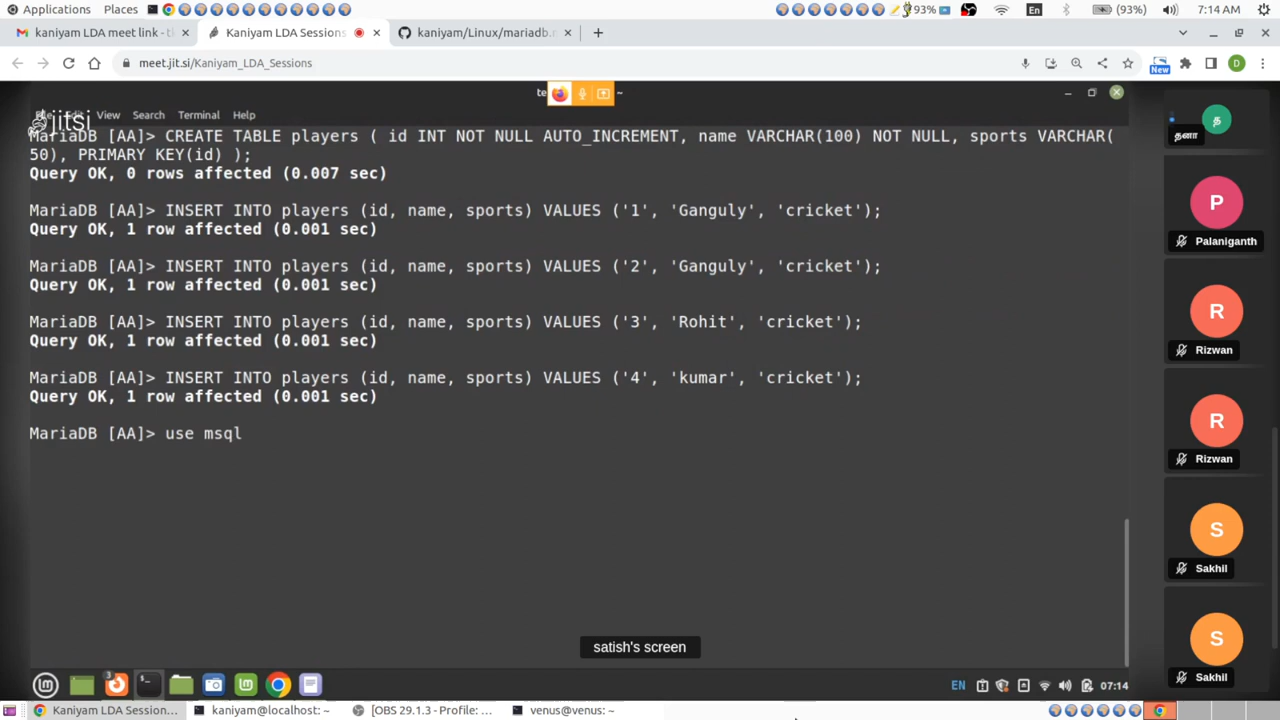 Applications Places 93% En (93%) 7:14 AM
kaniyam LDA meet link - t Kaniyam LDA Sessions kaniyam/Linux/mariadb.
meet.jit.si/Kaniyam_LDA_Sessions New D
te ~
jitsi View Search Terminal Help
MariaDB [AA]> CREATE TABLE players ( id INT NOT NULL AUTO_INCREMENT, name VARCHAR(100) NOT NULL, sports VARCHAR(
50), PRIMARY KEY(id) );
Query OK, 0 rows affected (0.007 sec)
MariaDB [AA]> INSERT INTO players (id, name, sports) VALUES ('1', 'Ganguly', 'cricket');
Query OK, 1 row affected (0.001 sec)
MariaDB [AA]> INSERT INTO players (id, name, sports) VALUES ('2', 'Ganguly', 'cricket');
Query OK, 1 row affected (0.001 sec)
MariaDB [AA]> INSERT INTO players (id, name, sports) VALUES ('3', 'Rohit', 'cricket');
Query OK, 1 row affected (0.001 sec)
MariaDB [AA]> INSERT INTO players (id, name, sports) VALUES ('4', 'kumar', 'cricket');
Query OK, 1 row affected (0.001 sec)
MariaDB [AA]> use msql
த
தனா
P
Palaniganth
R
Rizwan
R
Rizwan
S
Sakhil
S
Sakhil
satish's screen
3 EN 07:14
Kaniyam LDA Session... kaniyam@localhost: ~ [OBS 29.1.3 - Profile: ... venus@venus: ~